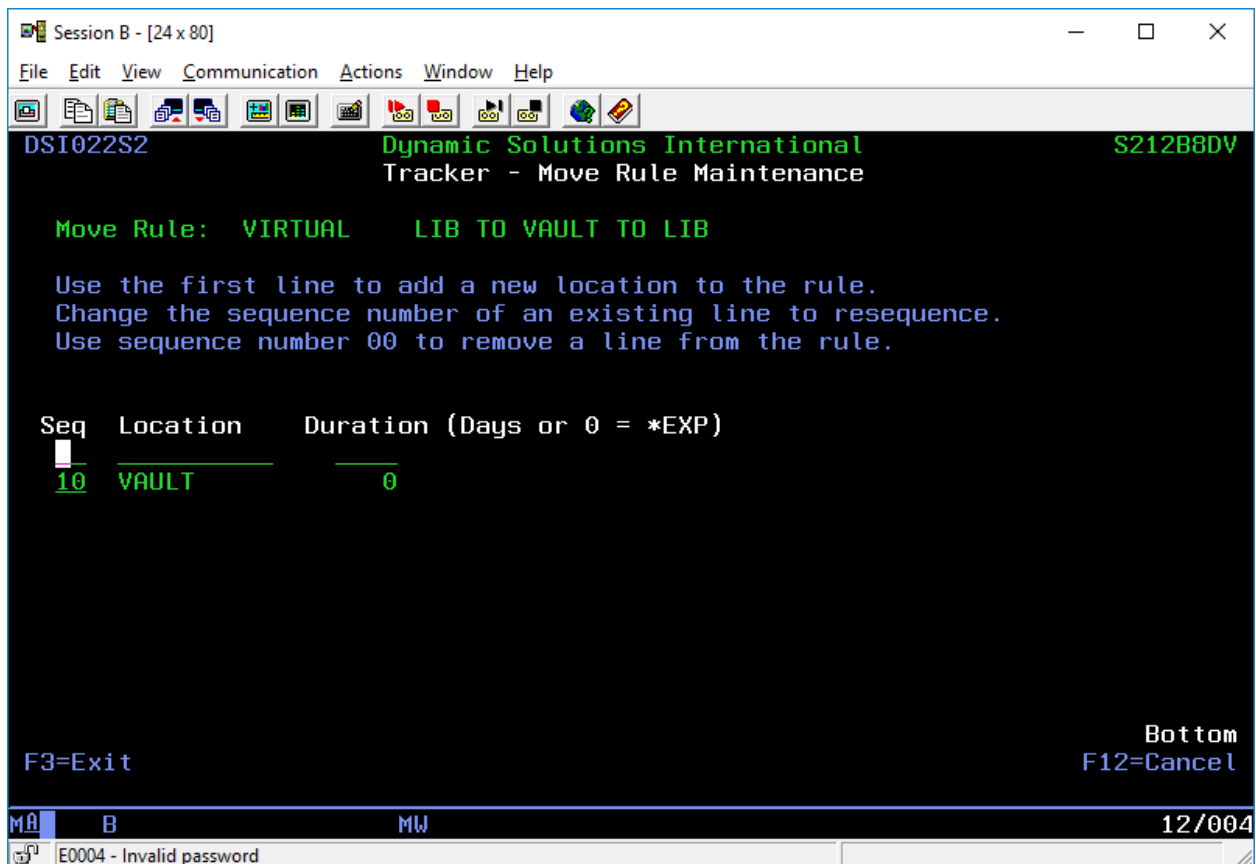 Session B - [24 x 80]
File Edit View Communication Actions Window Help
DSI022S2 Dynamic Solutions International S212B8DV
Tracker - Move Rule Maintenance
Move Rule: VIRTUAL LIB TO VAULT TO LIB
Use the first line to add a new location to the rule.
Change the sequence number of an existing line to resequence.
Use sequence number 00 to remove a line from the rule.
Seq Location Duration (Days or 0 = *EXP)
10 VAULT 0
Bottom
F3=Exit F12=Cancel
MA B MW 12/004
E0004 - Invalid password